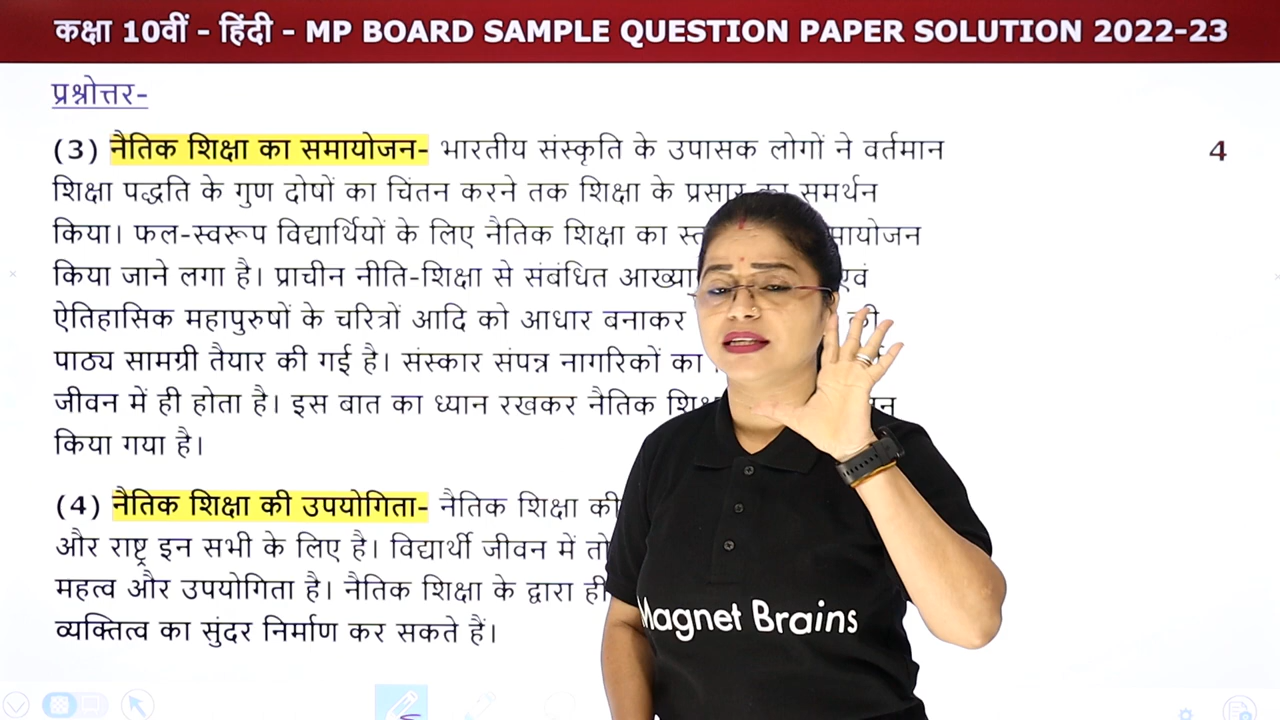 कक्षा 10वीं - हिंदी - MP BOARD SAMPLE QUESTION PAPER SOLUTION 2022-23
प्रश्नोत्तर-
(3) नैतिक शिक्षा का समायोजन- भारतीय संस्कृति के उपासक लोगों ने वर्तमान
4
शिक्षा पद्धति के गुण दोषों का चिंतन करने तक शिक्षा के प्रसार का समर्थन
किया। फल-स्वरूप विद्यार्थियों के लिए नैतिक शिक्षा का
किया जाने लगा है। प्राचीन नीति-शिक्षा से संबंधित एवं
ऐतिहासिक महापुरुषों के चरित्रों आदि को आधार बनाकर की
पाठ्य सामग्री तैयार की गई है। संस्कार संपन्न नागरिकों का
जीवन में ही होता है। इस बात का ध्यान रखकर नैतिक
किया गया है।
(4) नैतिक शिक्षा की उपयोगिता- नैतिक शिक्षा की
और राष्ट्र इन सभी के लिए है। विद्यार्थी जीवन में तो
महत्व और उपयोगिता है। नैतिक शिक्षा के द्वारा ही
व्यक्तित्व का सुंदर निर्माण कर सकते हैं।
Magnet Brains